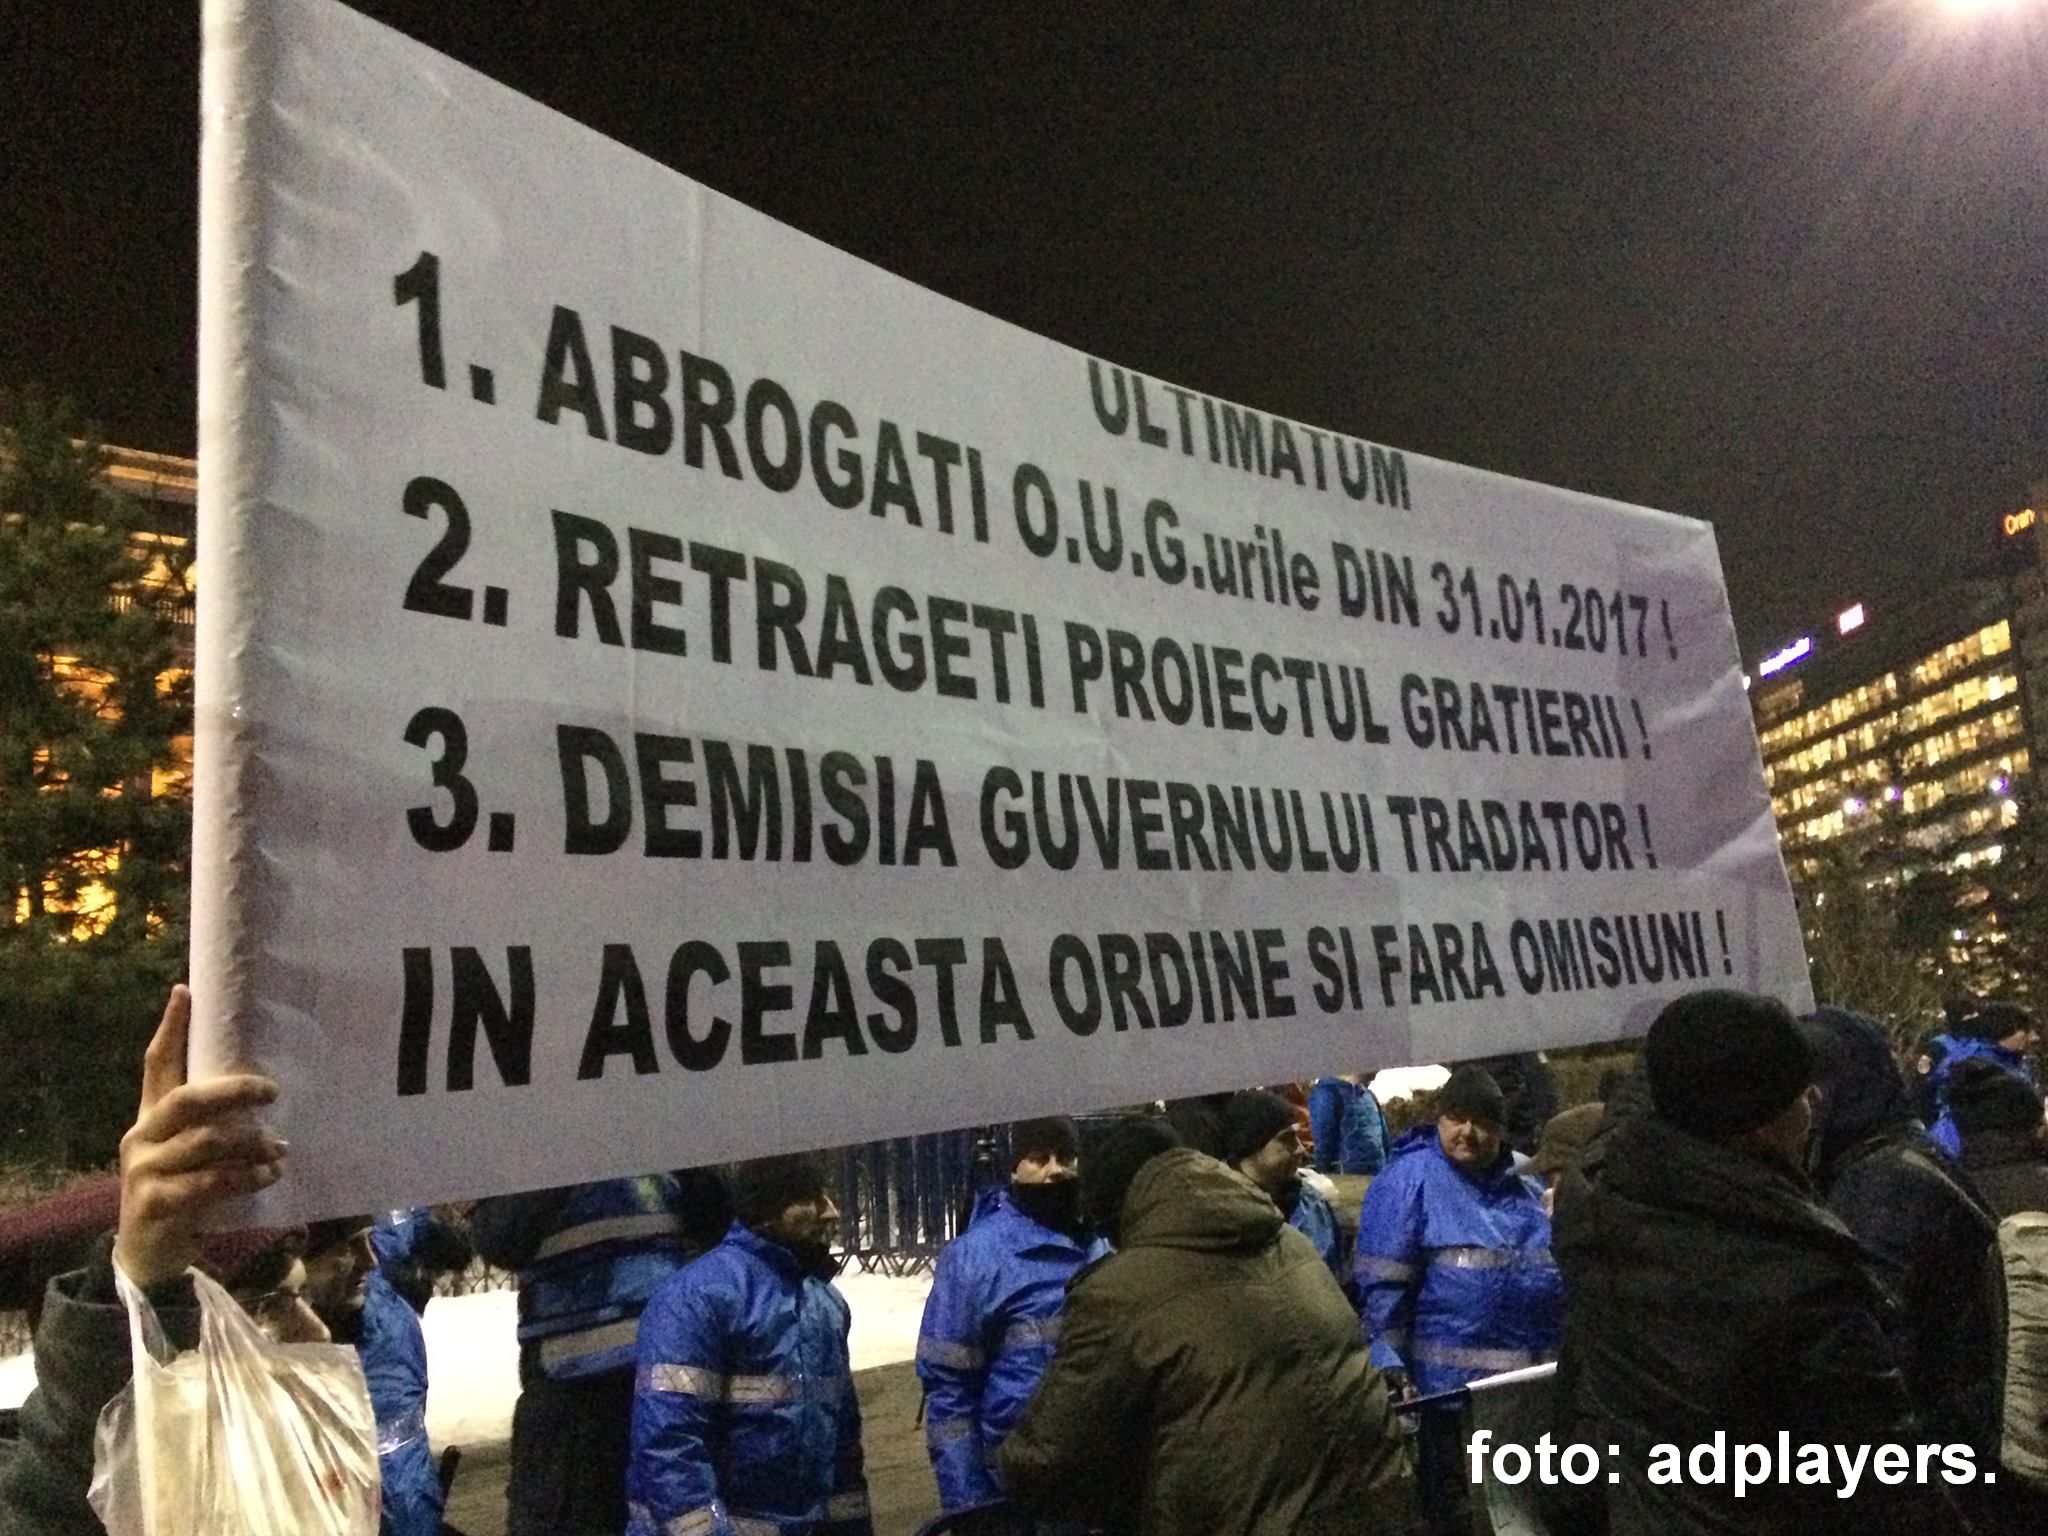 ULTIMATUM
1. ABROGATI O.U.G.urile DIN 31.01.2017 !
2. RETRAGETI PROIECTUL GRATIERII !
3. DEMISIA GUVERNULUI TRADATOR !
IN ACEASTA ORDINE SI FARA OMISIUNI !
foto: adplayers.